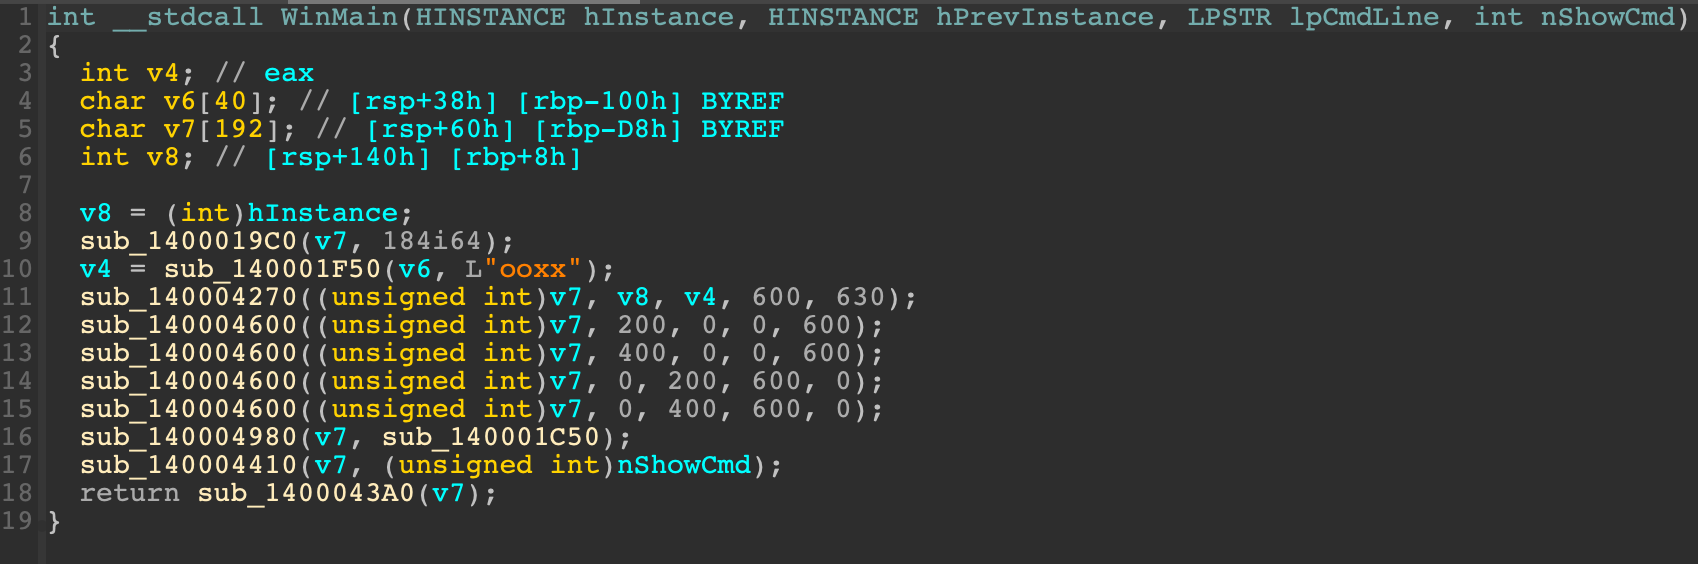 1 int __stdcall WinMain(HINSTANCE hInstance, HINSTANCE hPrevInstance, LPSTR lpCmdLine, int nShowCmd)
2 {
3   int v4; // eax
4   char v6[40]; // [rsp+38h] [rbp-100h] BYREF
5   char v7[192]; // [rsp+60h] [rbp-D8h] BYREF
6   int v8; // [rsp+140h] [rbp+8h]
7
8   v8 = (int)hInstance;
9   sub_1400019C0(v7, 184i64);
10   v4 = sub_140001F50(v6, L"ooxx");
11   sub_140004270((unsigned int)v7, v8, v4, 600, 630);
12   sub_140004600((unsigned int)v7, 200, 0, 0, 600);
13   sub_140004600((unsigned int)v7, 400, 0, 0, 600);
14   sub_140004600((unsigned int)v7, 0, 200, 600, 0);
15   sub_140004600((unsigned int)v7, 0, 400, 600, 0);
16   sub_140004980(v7, sub_140001C50);
17   sub_140004410(v7, (unsigned int)nShowCmd);
18   return sub_1400043A0(v7);
19 }